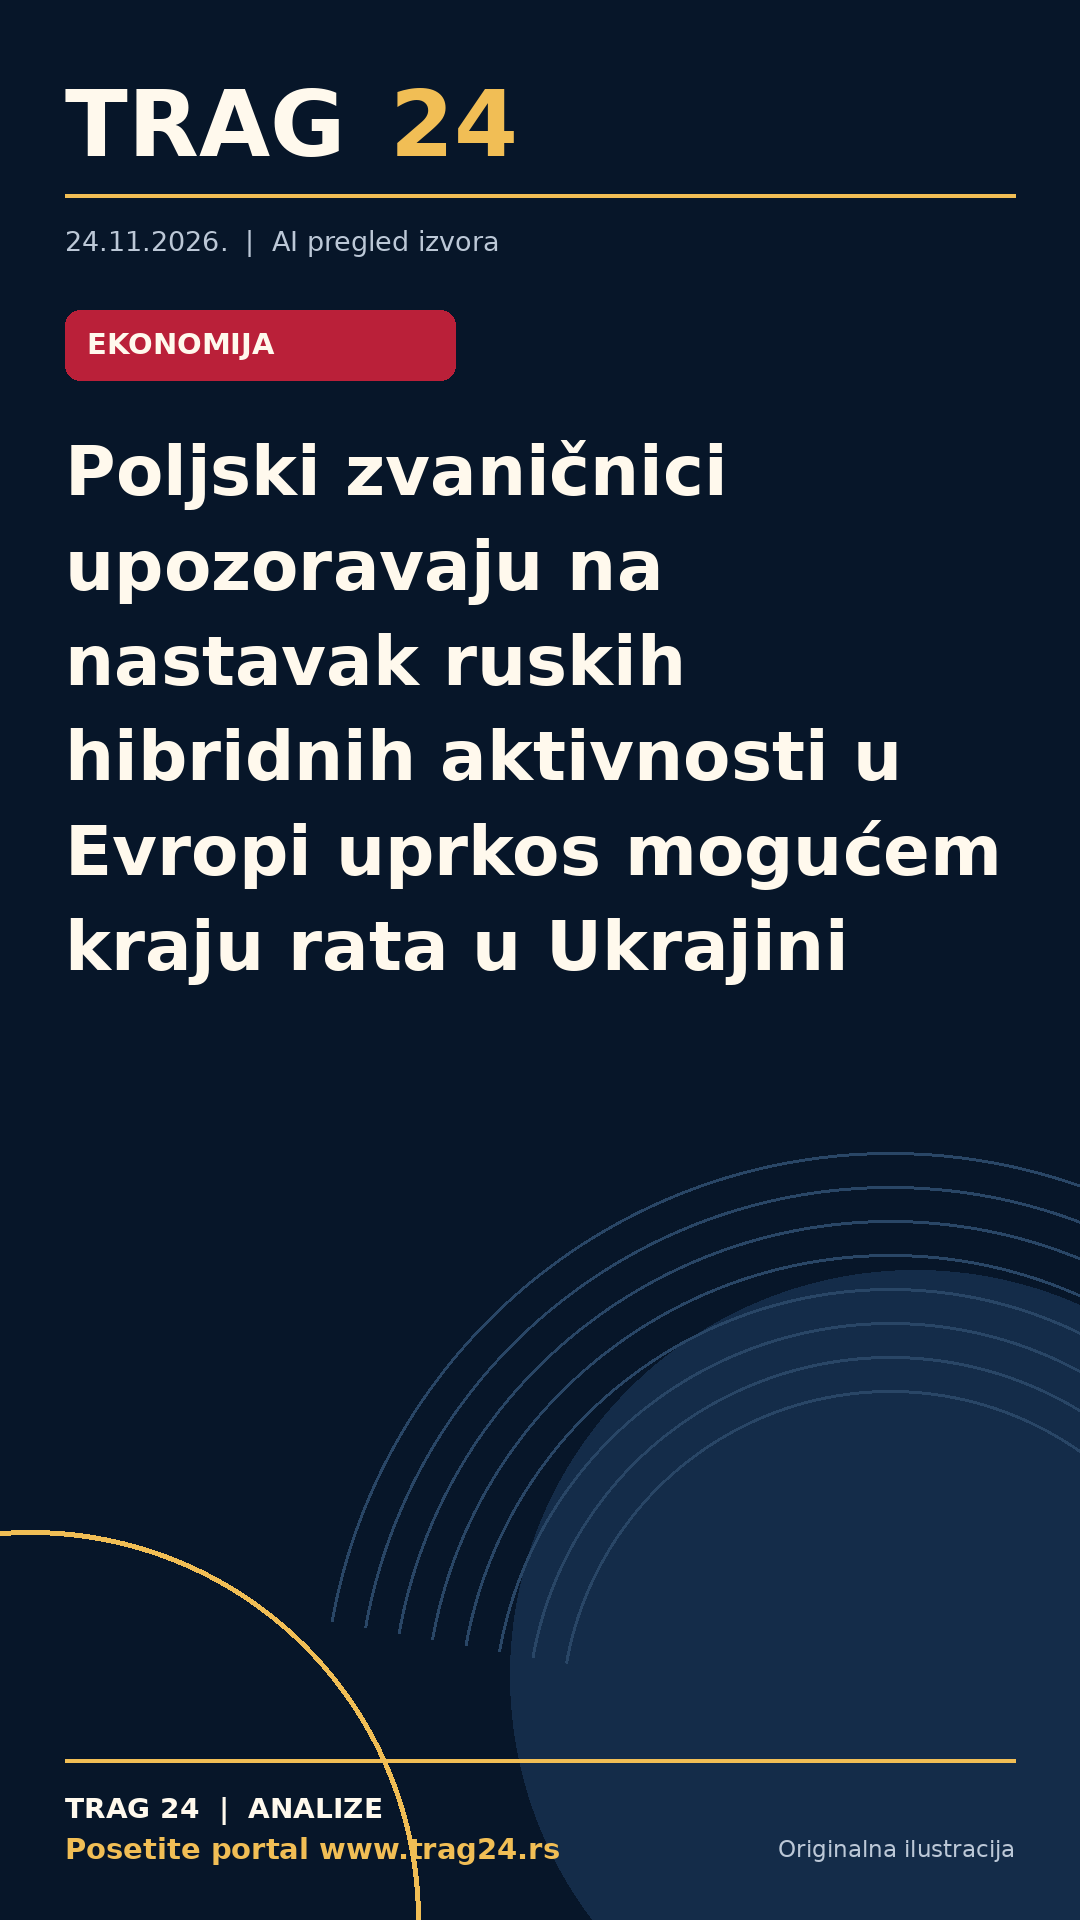 TRAG 24
24.11.2026. | AI pregled izvora
EKONOMIJA
Poljski zvaničnici
upozoravaju na
nastavak ruskih
hibridnih aktivnosti u
Evropi uprkos mogućem
kraju rata u Ukrajini
TRAG 24 | ANALIZE
Posetite portal www.trag24.rs
Originalna ilustracija